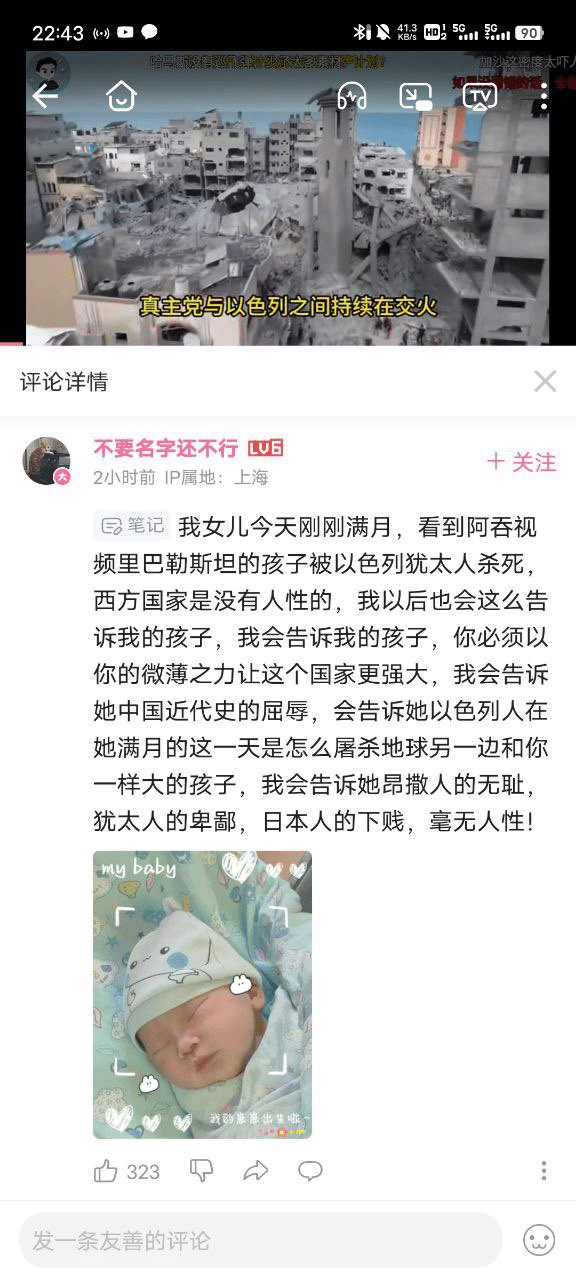 22:43
41.3
KB/s
HD 1 2
5G
5G
90
加沙这密度太吓人
TV
真主党与以色列之间持续在交火
评论详情
不要名字还不行 LV6
大
+ 关注
2小时前 IP属地：上海
笔记 我女儿今天刚刚满月，看到阿吞视
频里巴勒斯坦的孩子被以色列犹太人杀死，
西方国家是没有人性的，我以后也会这么告
诉我的孩子，我会告诉我的孩子，你必须以
你的微薄之力让这个国家更强大，我会告诉
她中国近代史的屈辱，会告诉她以色列人在
她满月的这一天是怎么屠杀地球另一边和你
一样大的孩子，我会告诉她昂撒人的无耻，
犹太人的卑鄙，日本人的下贱，毫无人性！
my baby
我的崽崽出生啦~
323
发一条友善的评论